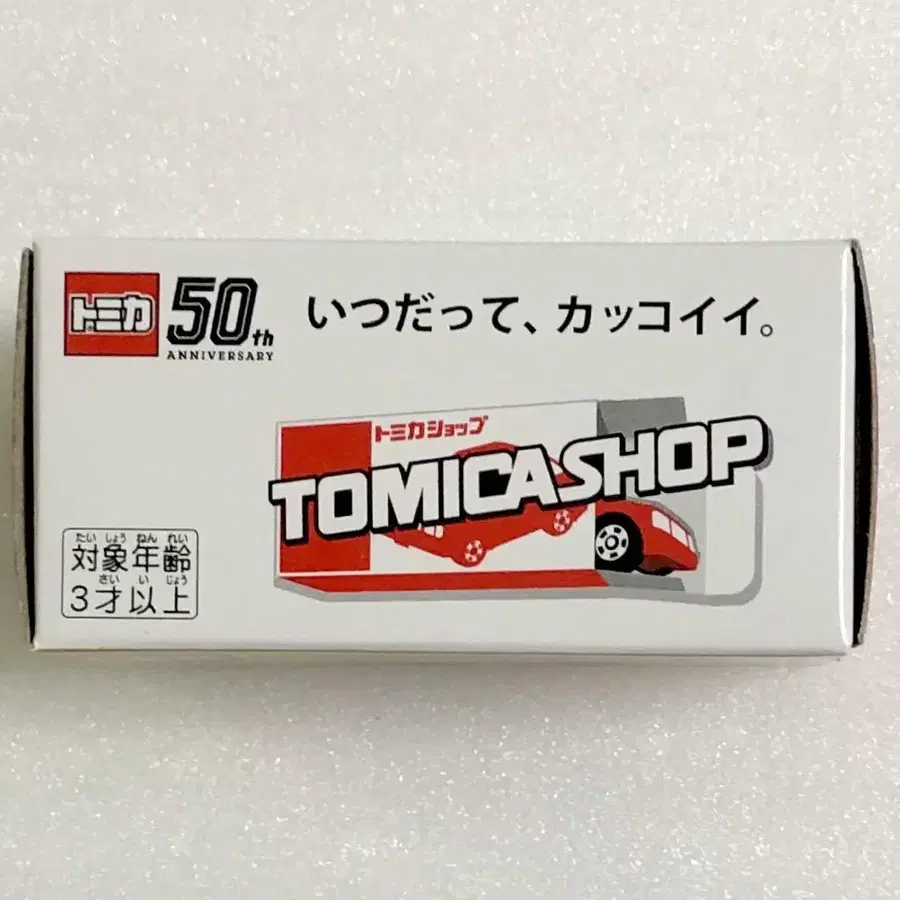 トミカ
50th
ANNIVERSARY
いつだって、カッコイイ。
トミカショップ
TOMICASHOP
たいしょうねんれい
対象年齢
さいいじょう
3才以上